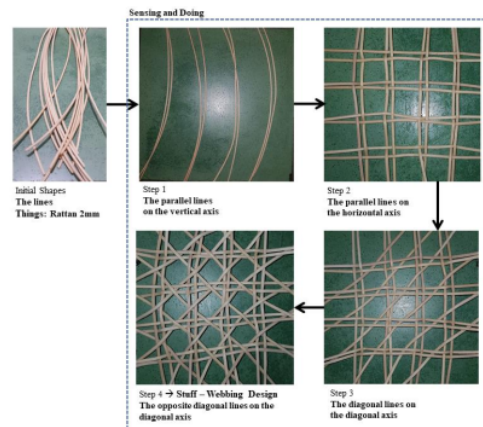 Sensing and Doing
Initial Shapes
The lines
Things: Rattan 2mm
Step 1
The parallel lines
on the vertical axis
Step 2
The parallel lines on
the horizontal axis
Step 4 → Stuff – Webbing Design
The opposite diagonal lines on the
diagonal axis
Step 3
The diagonal lines on
the diagonal axis